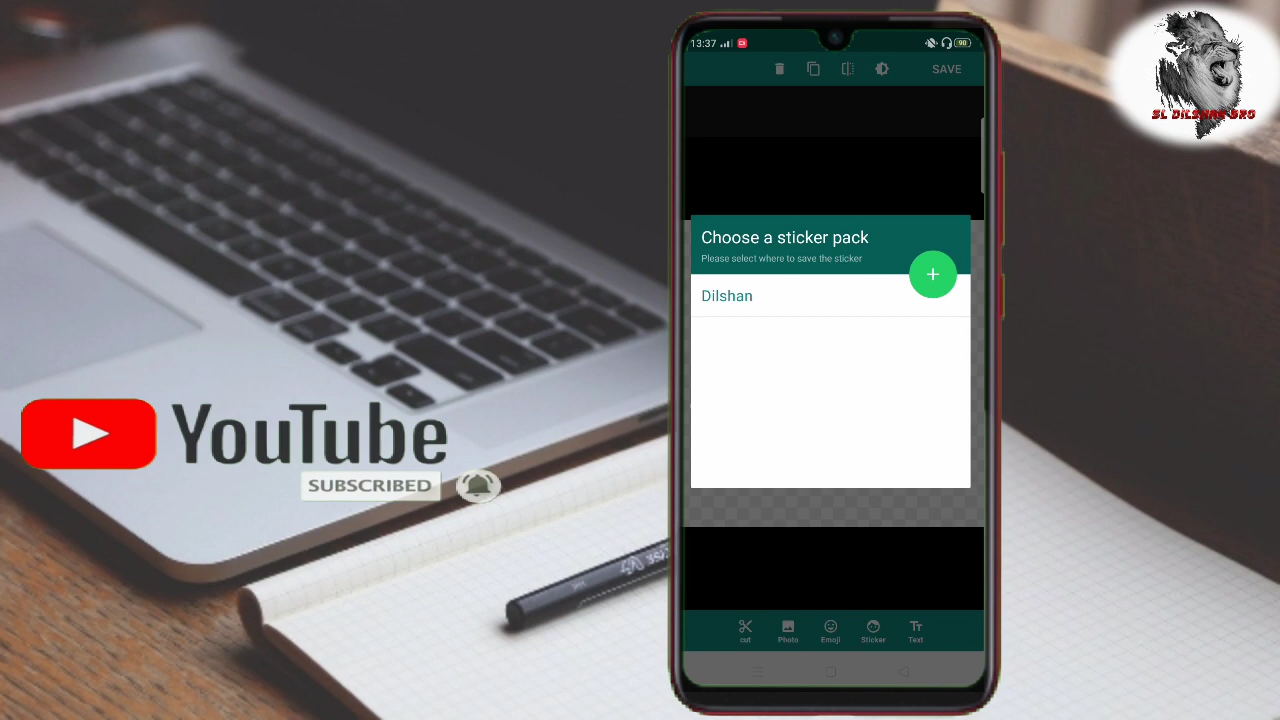 13:37
90
SAVE
Choose a sticker pack
Please select where to save the sticker
+
Dilshan
cut
Photo
Emoji
Sticker
Text
YouTube
SUBSCRIBED
SL DILSHAN BRO